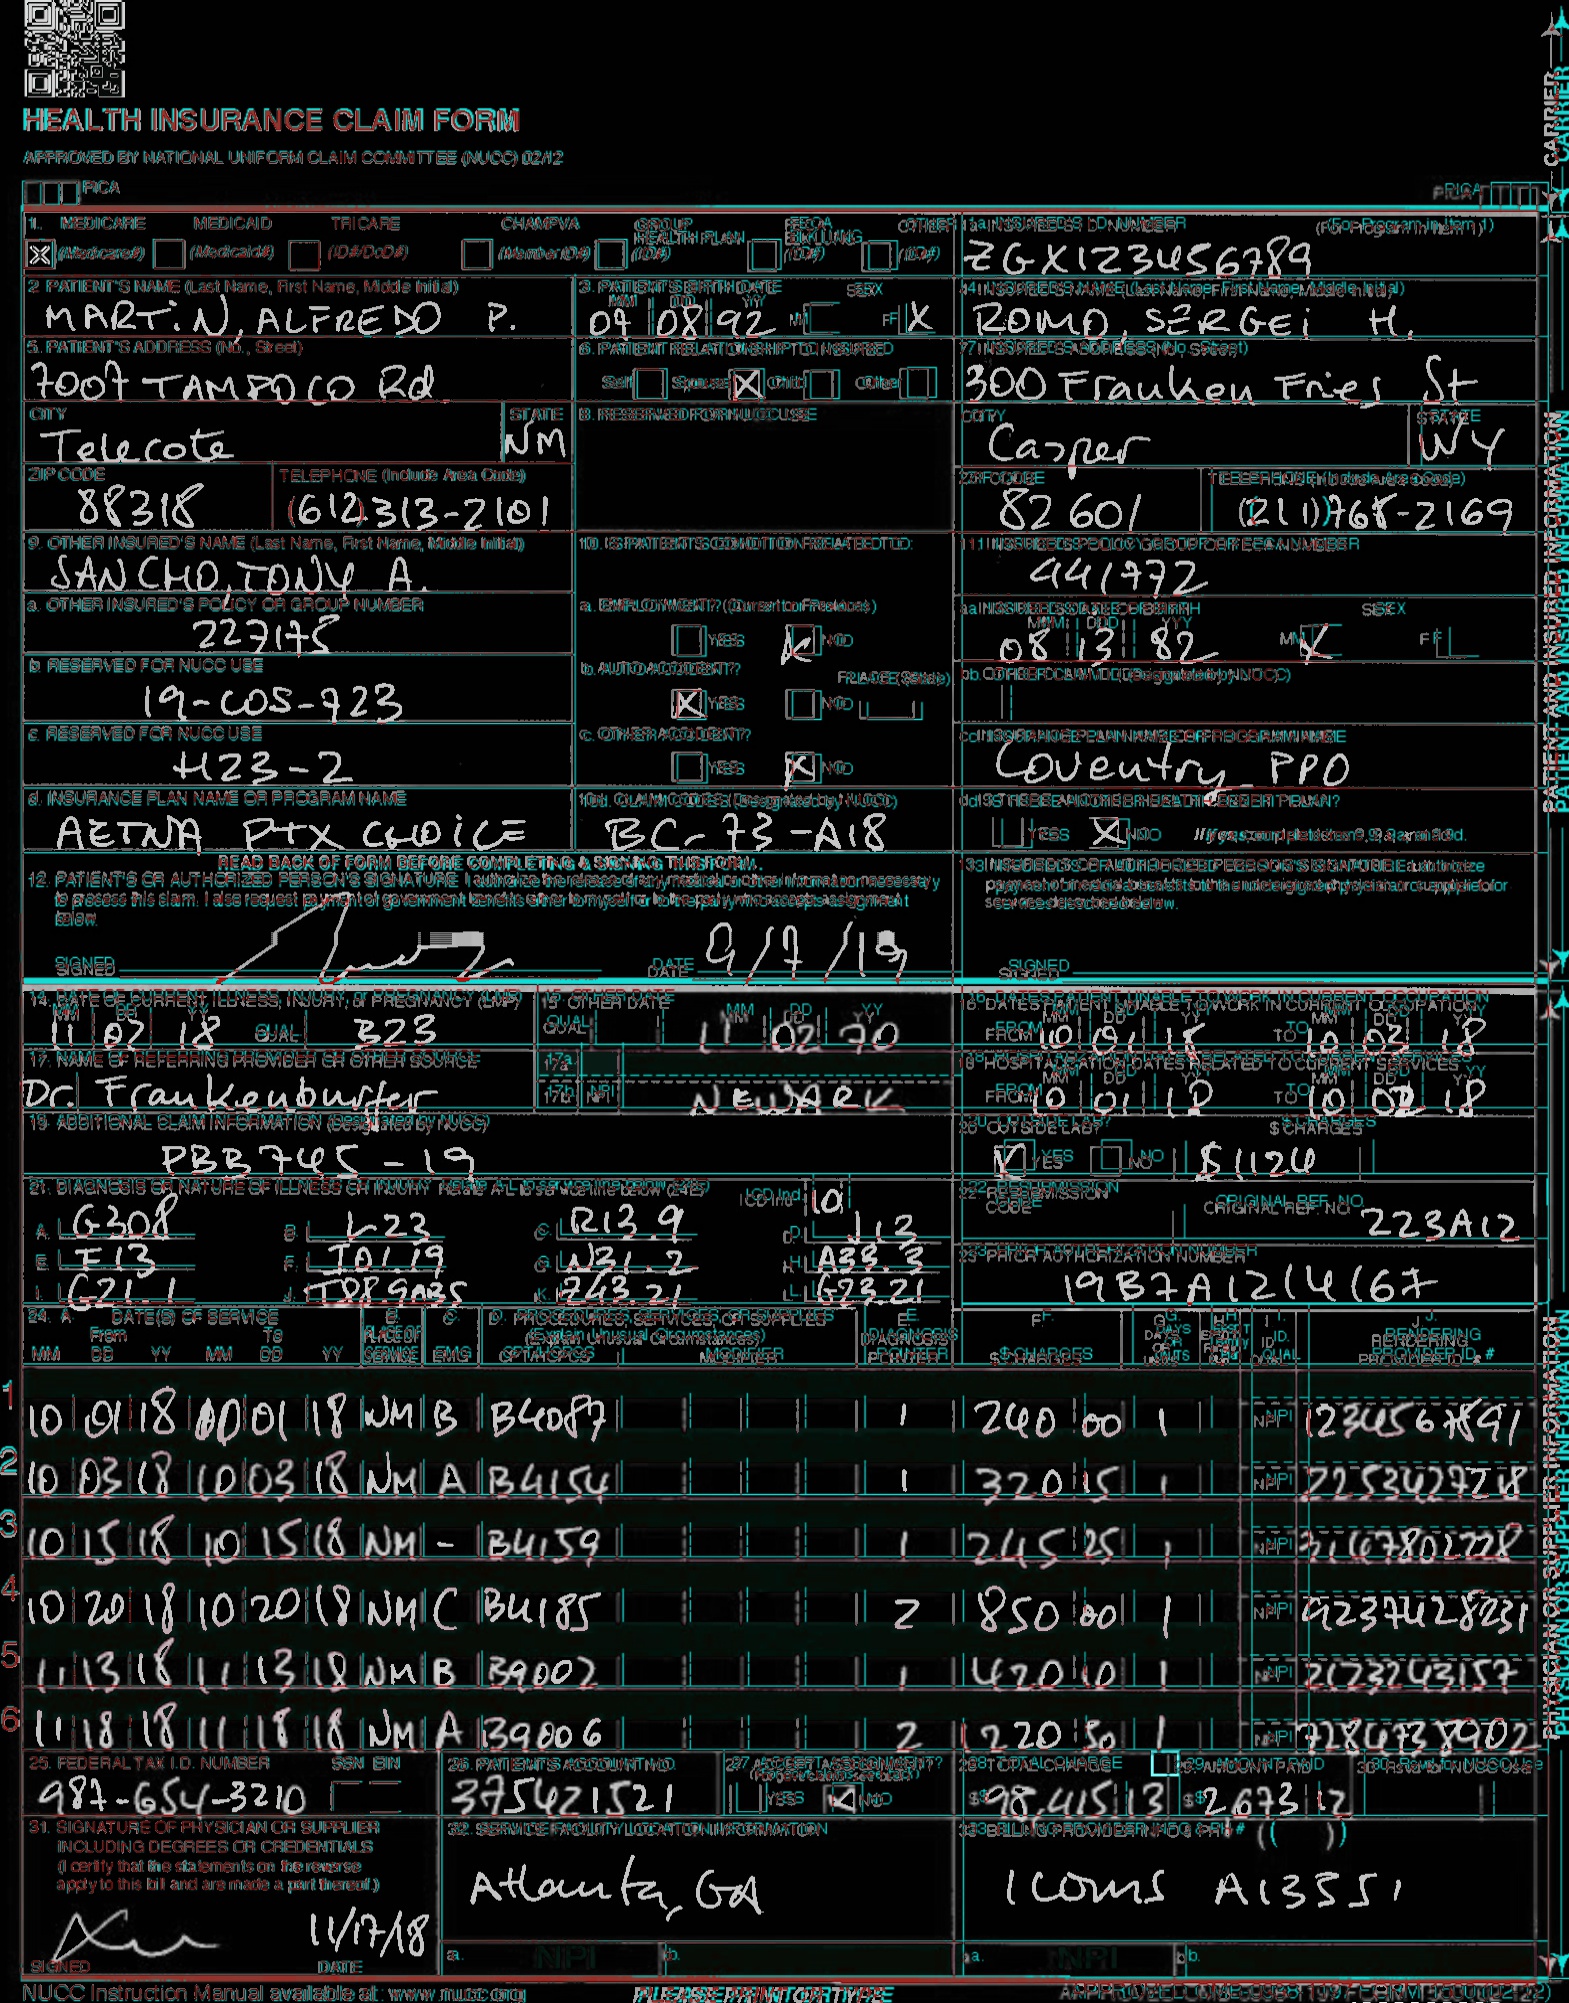 HEALTH INSURANCE CLAIM FORM
APPROVED BY NATIONAL UNIFORM CLAIM COMMITTEE (NUCC) 02/12
PICA PICA
CARRIER
1. MEDICARE MEDICAID TRICARE CHAMPVA GROUP HEALTH PLAN FECA BLK LUNG OTHER 1a. INSURED'S I.D. NUMBER (For Program in Item 1)
X (Medicare#) (Medicaid#) (ID#/DoD#) (Member ID#) (ID#) (ID#) (ID#) ZGX123456789
2. PATIENT'S NAME (Last Name, First Name, Middle Initial) 3. PATIENT'S BIRTH DATE SEX 4. INSURED'S NAME (Last Name, First Name, Middle Initial)
MM DD YY
MARTiN, ALFREDO P. 07 08 92 M F X ROMO, SERGEi H.
5. PATIENT'S ADDRESS (No., Street) 6. PATIENT RELATIONSHIP TO INSURED 7. INSURED'S ADDRESS (No., Street)
7007 TAMPOCO Rd Self Spouse X Child Other 300 Franken Fries St
CITY STATE 8. RESERVED FOR NUCC USE CITY STATE
Telecote NM Casper WY
ZIP CODE TELEPHONE (Include Area Code) ZIP CODE TELEPHONE (Include Area Code)
88318 (612)313-2101 82601 (211)768-2169
9. OTHER INSURED'S NAME (Last Name, First Name, Middle Initial) 10. IS PATIENT'S CONDITION RELATED TO: 11. INSURED'S POLICY GROUP OR FECA NUMBER
SANCHO, TONY A. 441772
a. OTHER INSURED'S POLICY OR GROUP NUMBER a. EMPLOYMENT? (Current or Previous) a. INSURED'S DATE OF BIRTH SEX
MM DD YY
227175 YES X NO 08 13 82 M X F
b. RESERVED FOR NUCC USE b. AUTO ACCIDENT? PLACE (State) b. OTHER CLAIM ID (Designated by NUCC)
19-COS-723 X YES NO
c. RESERVED FOR NUCC USE c. OTHER ACCIDENT? c. INSURANCE PLAN NAME OR PROGRAM NAME
H23-2 YES X NO Coventry PPO
d. INSURANCE PLAN NAME OR PROGRAM NAME 10d. CLAIM CODES (Designated by NUCC) d. IS THERE ANOTHER HEALTH BENEFIT PLAN?
AETNA PTX CHOICE BC-73-A18 YES X NO If yes, complete items 9, 9a, and 9d.
READ BACK OF FORM BEFORE COMPLETING & SIGNING THIS FORM.
12. PATIENT'S OR AUTHORIZED PERSON'S SIGNATURE I authorize the release of any medical or other information necessary
to process this claim. I also request payment of government benefits either to myself or to the party who accepts assignment
below.
13. INSURED'S OR AUTHORIZED PERSON'S SIGNATURE I authorize
payment of medical benefits to the undersigned physician or supplier for
services described below.
SIGNED DATE 9/7/19 SIGNED
PATIENT AND INSURED INFORMATION
14. DATE OF CURRENT ILLNESS, INJURY, or PREGNANCY (LMP) 15. OTHER DATE 16. DATES PATIENT UNABLE TO WORK IN CURRENT OCCUPATION
MM DD YY MM DD YY MM DD YY MM DD YY
11 02 18 QUAL. B23 QUAL. 11 02 70 FROM 10 01 18 TO 10 03 18
17. NAME OF REFERRING PROVIDER OR OTHER SOURCE 17a. 18. HOSPITALIZATION DATES RELATED TO CURRENT SERVICES
MM DD YY MM DD YY
Dr. Frankenburger 17b. NPI NEWARK FROM 10 01 18 TO 10 02 18
19. ADDITIONAL CLAIM INFORMATION (Designated by NUCC) 20. OUTSIDE LAB? $ CHARGES
PBB745-19 X YES NO $1,124
21. DIAGNOSIS OR NATURE OF ILLNESS OR INJURY Relate A-L to service line below (24E) ICD Ind. 10 22. RESUBMISSION CODE ORIGINAL REF. NO.
A. G308 B. L23 C. R13.9 D. J12 223A12
E. F13 F. T01.19 G. N31.2 H. A33.3 23. PRIOR AUTHORIZATION NUMBER
I. G21.1 J. K. Z43.21 L. G23.21 19B7A1214167
24. A. DATE(S) OF SERVICE B. C. D. PROCEDURES, SERVICES, OR SUPPLIES E. F. G. H. I. J.
From To PLACE OF (Explain Unusual Circumstances) DIAGNOSIS DAYS OR UNITS ID. RENDERING
MM DD YY MM DD YY SERVICE EMG CPT/HCPCS MODIFIER POINTER $ CHARGES QUAL. PROVIDER ID. #
1 10 01 18 10 01 18 NM B B4087 1 240 00 1 NPI 1234567891
2 10 03 18 10 03 18 NM A B4154 1 320 15 1 NPI 2253427218
3 10 15 18 10 15 18 NM - B4159 1 245 25 1 NPI 3167802728
4 10 20 18 10 20 18 NM C B4185 2 850 00 1 NPI 9237428231
5 11 13 18 11 13 18 NM B B9002 1 420 10 1 NPI 2173243157
6 11 18 18 11 18 18 NM A B9006 2 1220 30 1 NPI 7284738902
25. FEDERAL TAX I.D. NUMBER SSN EIN 26. PATIENT'S ACCOUNT NO. 27. ACCEPT ASSIGNMENT? 28. TOTAL CHARGE 29. AMOUNT PAID 30. Rsvd for NUCC Use
987-654-3210 375421521 YES X NO $ 98,415 13 $ 2,673 12
31. SIGNATURE OF PHYSICIAN OR SUPPLIER 32. SERVICE FACILITY LOCATION INFORMATION 33. BILLING PROVIDER INFO & PH # ( )
INCLUDING DEGREES OR CREDENTIALS
(I certify that the statements on the reverse
apply to this bill and are made a part thereof.)
Atlanta, GA 1coms A13551
11/17/18
SIGNED DATE a. NPI b. a. NPI b.
PHYSICIAN OR SUPPLIER INFORMATION
NUCC Instruction Manual available at: www.nucc.org PLEASE PRINT OR TYPE